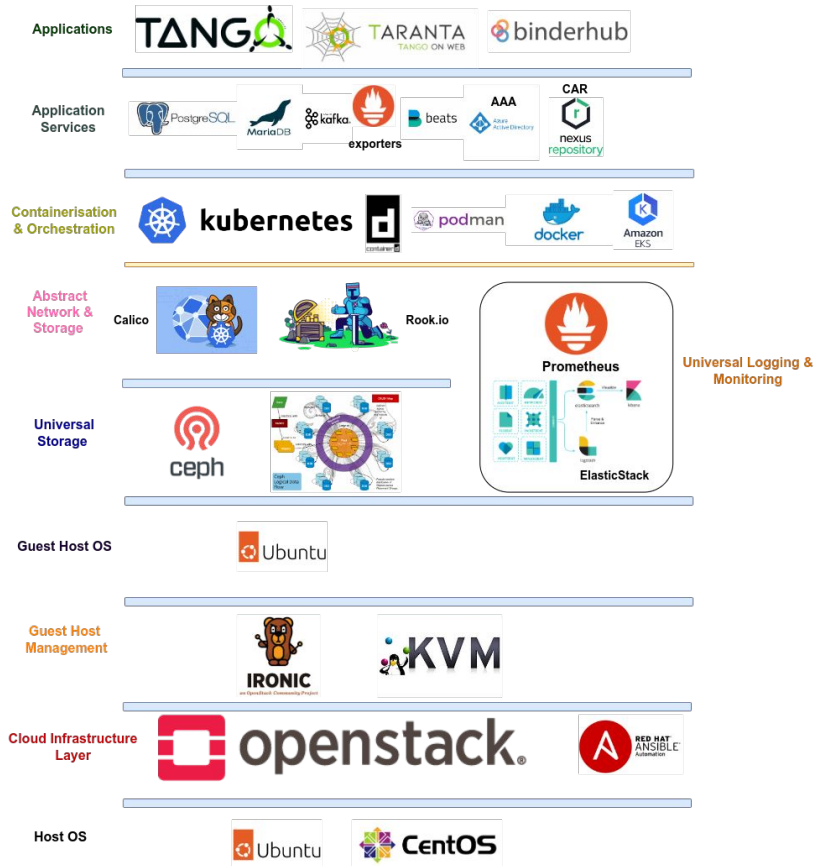 Applications
TANGO
TARANTA
TANGO ON WEB
binderhub
Application
Services
PostgreSQL
MariaDB
kafka
exporters
beats
AAA
Azure
Active Directory
CAR
nexus
repository
Containerisation
& Orchestration
kubernetes
containerd
podman
docker
Amazon
EKS
Abstract
Network &
Storage
Calico
Rook.io
Prometheus
ElasticStack
Universal Logging &
Monitoring
Universal
Storage
ceph
Ceph
Logical Data
Guest Host OS
Ubuntu
Guest Host
Management
IRONIC
an OpenStack Community Project
KVM
Cloud Infrastructure
Layer
openstack.
RED HAT
ANSIBLE
Automation
Host OS
Ubuntu
CentOS